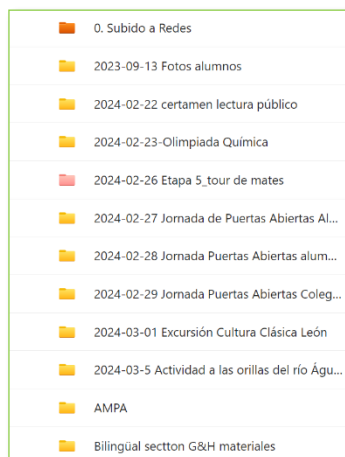 0. Subido a Redes
2023-09-13 Fotos alumnos
2024-02-22 certamen lectura público
2024-02-23-Olimpiada Química
2024-02-26 Etapa 5_tour de mates
2024-02-27 Jornada de Puertas Abiertas Al...
2024-02-28 Jornada Puertas Abiertas alum...
2024-02-29 Jornada Puertas Abiertas Coleg...
2024-03-01 Excursión Cultura Clásica León
2024-03-5 Actividad a las orillas del río Águ...
AMPA
Bilingüal sectton G&H materiales